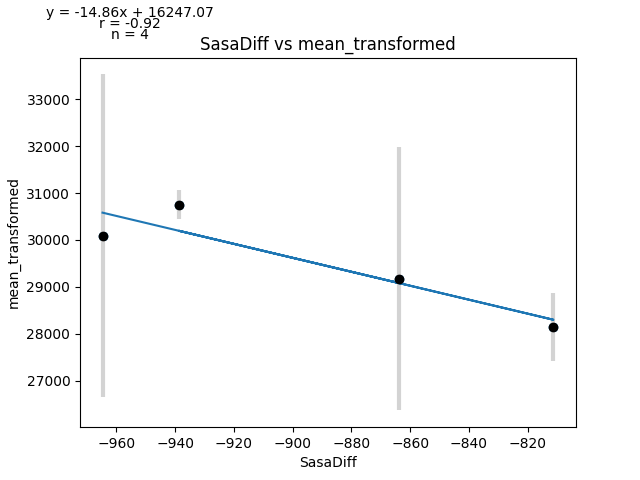 y = -14.86x + 16247.07
r = -0.92
n = 4
SasaDiff vs mean_transformed
33000
32000
31000
30000
29000
28000
27000
mean_transformed
−960
−940
−920
−900
−880
−860
−840
−820
SasaDiff